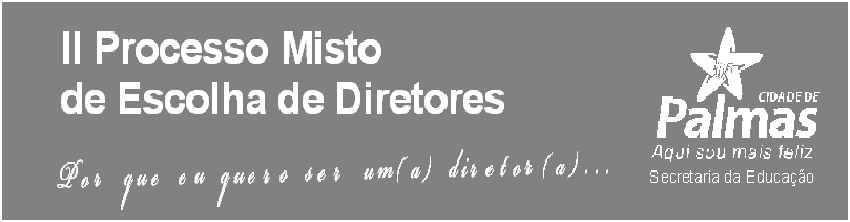 II Processo Misto
de Escolha de Diretores
Por que eu quero ser um(a) diretor(a)...
CIDADE DE
Palmas
Aqui sou mais feliz
Secretaria da Educação